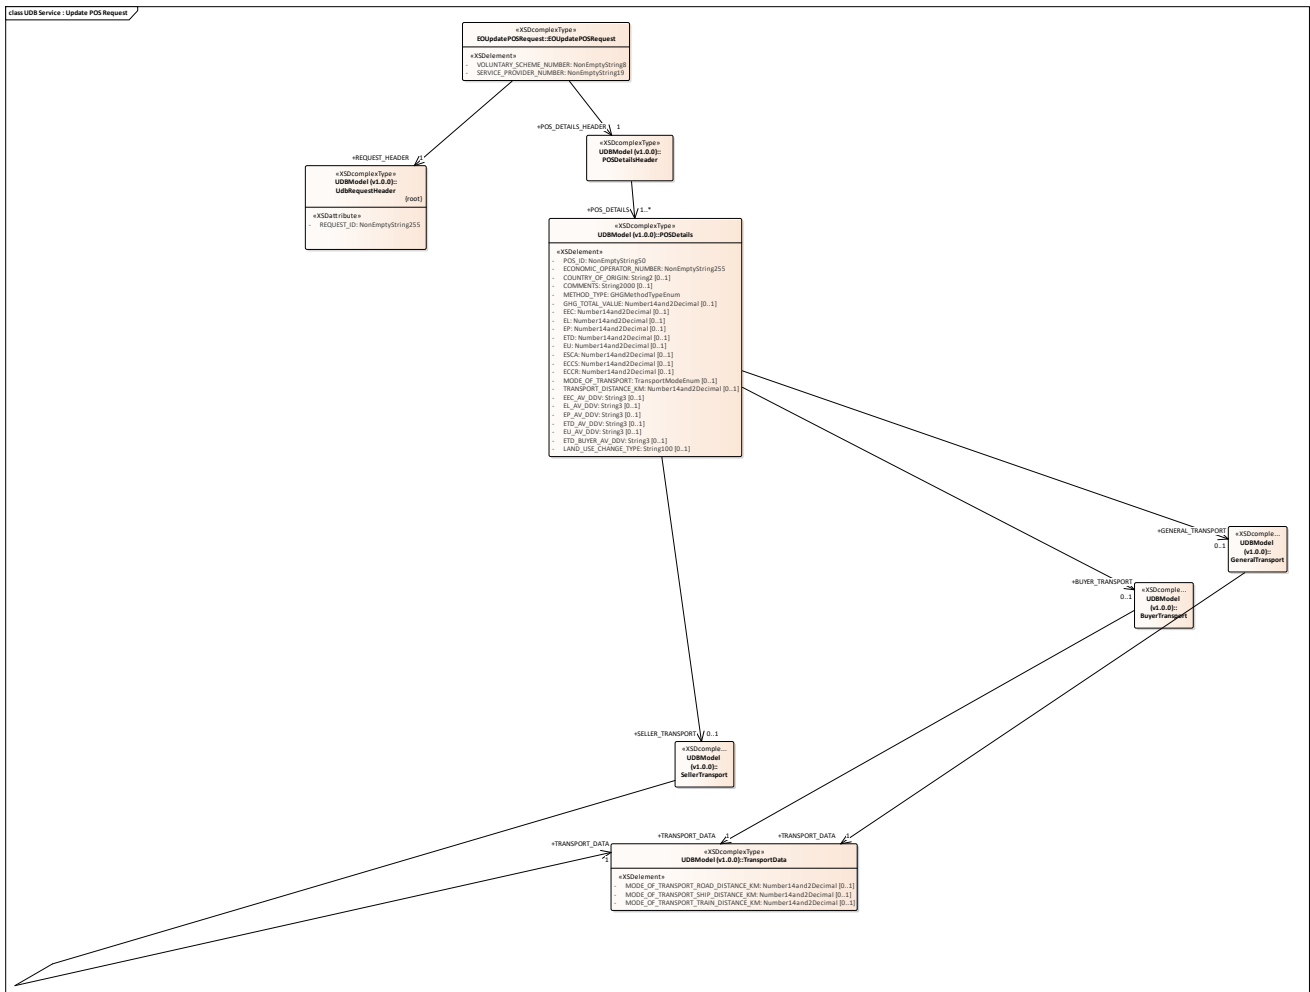 class UDB Service : Update POS Request
«XSDcomplexType»
EOUpdatePOSRequest::EOUpdatePOSRequest
«XSDelement»
- VOLUNTARY_SCHEME_NUMBER: NonEmptyString8
- SERVICE_PROVIDER_NUMBER: NonEmptyString19
+POS_DETAILS_HEADER 1
«XSDcomplexType»
UDBModel (v1.0.0)::
POSDetailsHeader
+REQUEST_HEADER 1
«XSDcomplexType»
UDBModel (v1.0.0)::
UdbRequestHeader
{root}
«XSDattribute»
- REQUEST_ID: NonEmptyString255
+POS_DETAILS 1..*
«XSDcomplexType»
UDBModel (v1.0.0)::POSDetails
«XSDelement»
- POS_ID: NonEmptyString50
- ECONOMIC_OPERATOR_NUMBER: NonEmptyString255
- COUNTRY_OF_ORIGIN: String2 [0..1]
- COMMENTS: String2000 [0..1]
- METHOD_TYPE: GHGMethodTypeEnum
- GHG_TOTAL_VALUE: Number14and2Decimal [0..1]
- EEC: Number14and2Decimal [0..1]
- EL: Number14and2Decimal [0..1]
- EP: Number14and2Decimal [0..1]
- ETD: Number14and2Decimal [0..1]
- EU: Number14and2Decimal [0..1]
- ESCA: Number14and2Decimal [0..1]
- ECCS: Number14and2Decimal [0..1]
- ECCR: Number14and2Decimal [0..1]
- MODE_OF_TRANSPORT: TransportModeEnum [0..1]
- TRANSPORT_DISTANCE_KM: Number14and2Decimal [0..1]
- EEC_AV_DDV: String3 [0..1]
- EL_AV_DDV: String3 [0..1]
- EP_AV_DDV: String3 [0..1]
- ETD_AV_DDV: String3 [0..1]
- EU_AV_DDV: String3 [0..1]
- ETD_BUYER_AV_DDV: String3 [0..1]
- LAND_USE_CHANGE_TYPE: String100 [0..1]
+GENERAL_TRANSPORT
0..1
«XSDcomple...
UDBModel
(v1.0.0)::
GeneralTransport
+BUYER_TRANSPORT
0..1
«XSDcomple...
UDBModel
(v1.0.0)::
BuyerTransport
+SELLER_TRANSPORT 0..1
«XSDcomple...
UDBModel
(v1.0.0)::
SellerTransport
+TRANSPORT_DATA 1
+TRANSPORT_DATA 1
+TRANSPORT_DATA
1
«XSDcomplexType»
UDBModel (v1.0.0)::TransportData
«XSDelement»
- MODE_OF_TRANSPORT_ROAD_DISTANCE_KM: Number14and2Decimal [0..1]
- MODE_OF_TRANSPORT_SHIP_DISTANCE_KM: Number14and2Decimal [0..1]
- MODE_OF_TRANSPORT_TRAIN_DISTANCE_KM: Number14and2Decimal [0..1]